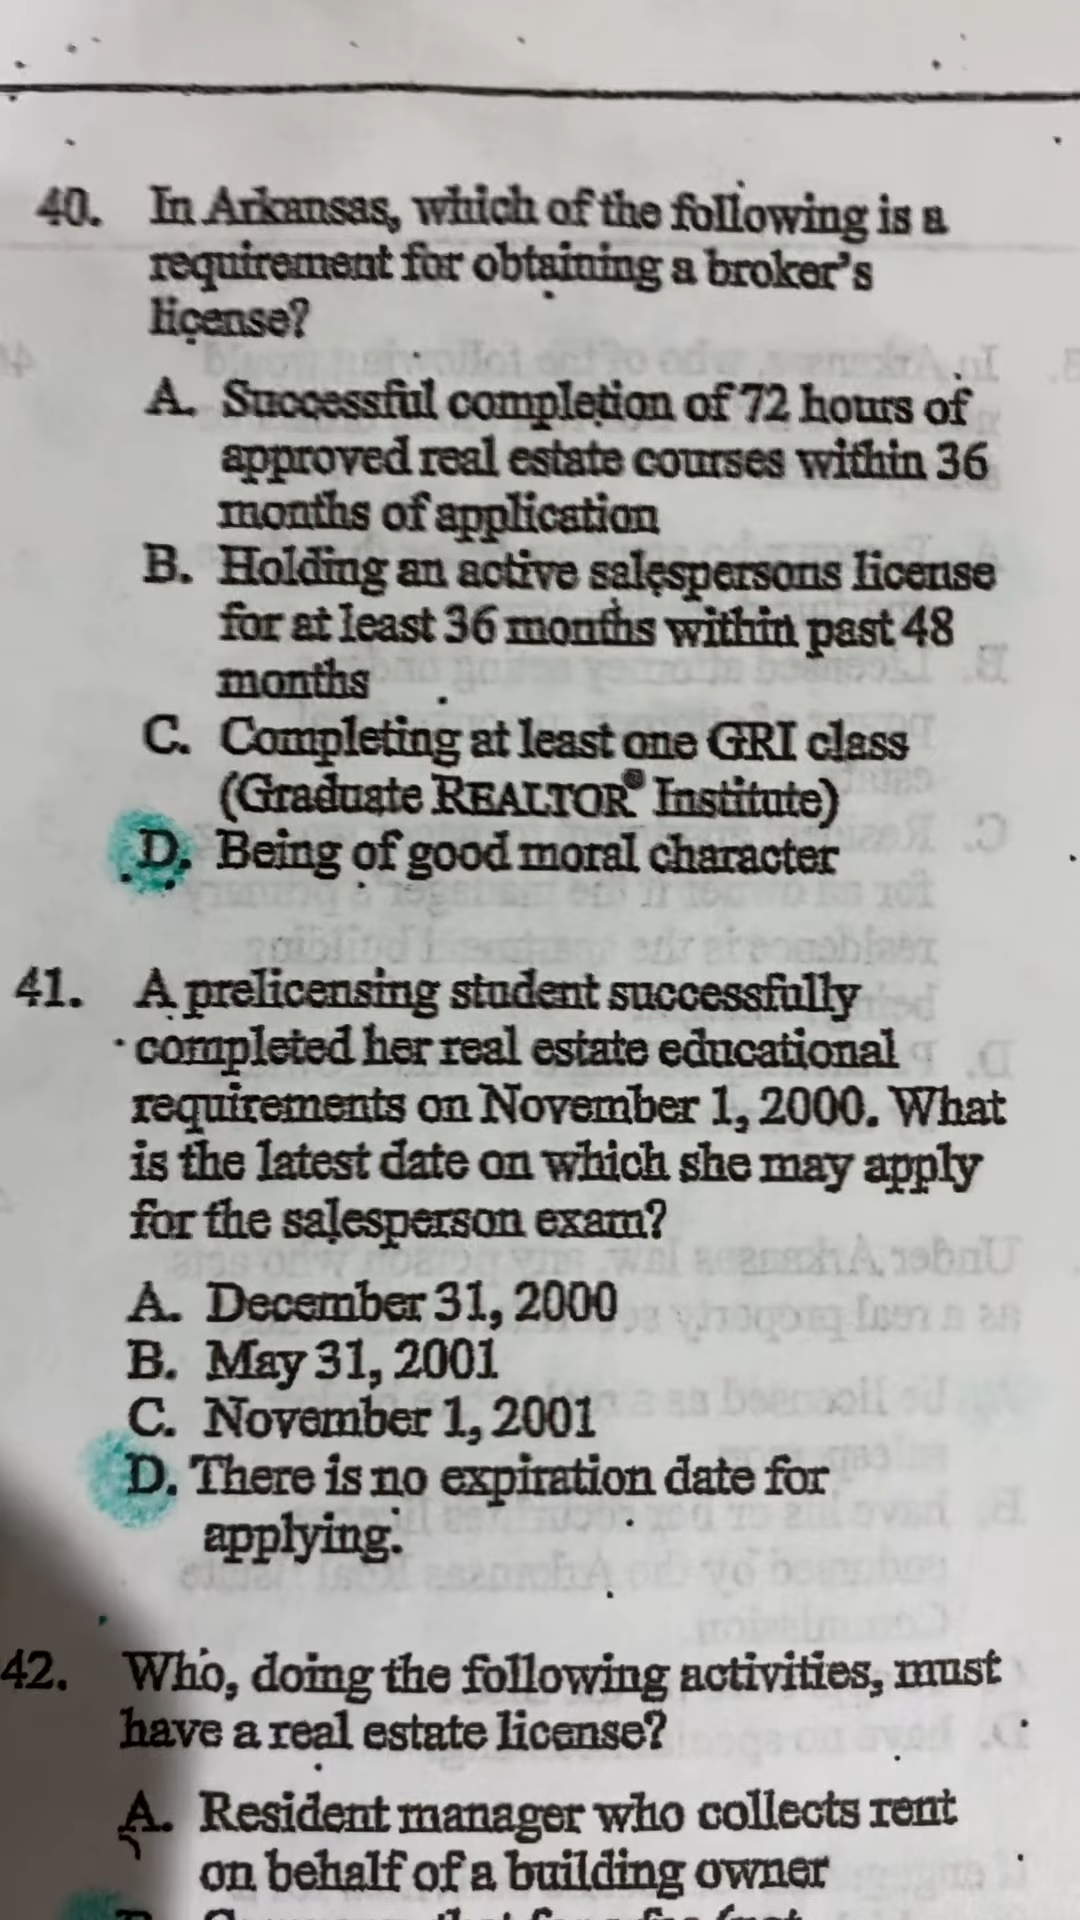 40. In Arkansas, which of the following is a
requirement for obtaining a broker's
license?
A. Successful completion of 72 hours of
approved real estate courses within 36
months of application
B. Holding an active salespersons license
for at least 36 months within past 48
months
C. Completing at least one GRI class
(Graduate REALTOR® Institute)
D. Being of good moral character
41. A prelicensing student successfully
completed her real estate educational
requirements on November 1, 2000. What
is the latest date on which she may apply
for the salesperson exam?
A. December 31, 2000
B. May 31, 2001
C. November 1, 2001
D. There is no expiration date for
applying.
42. Who, doing the following activities, must
have a real estate license?
A. Resident manager who collects rent
on behalf of a building owner